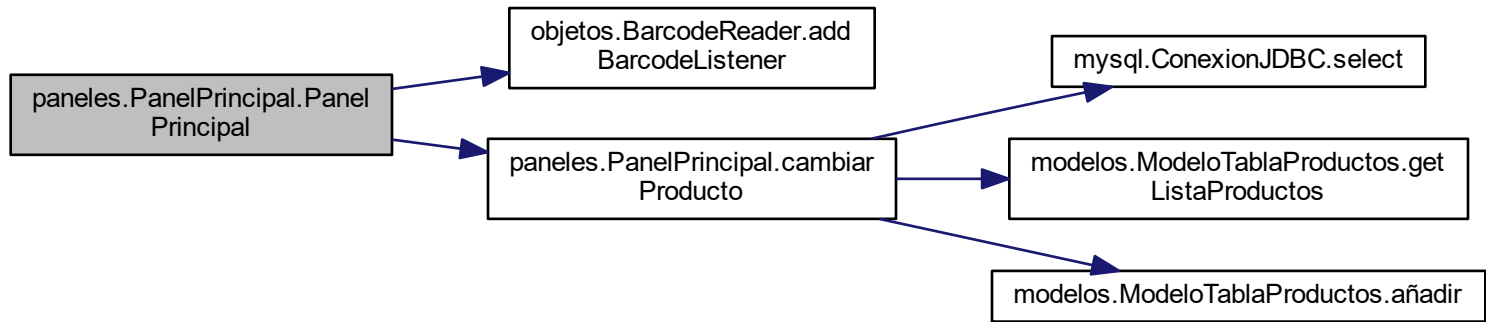 paneles.PanelPrincipal.Panel
Principal
objetos.BarcodeReader.add
BarcodeListener
paneles.PanelPrincipal.cambiar
Producto
mysql.ConexionJDBC.select
modelos.ModeloTablaProductos.get
ListaProductos
modelos.ModeloTablaProductos.añadir